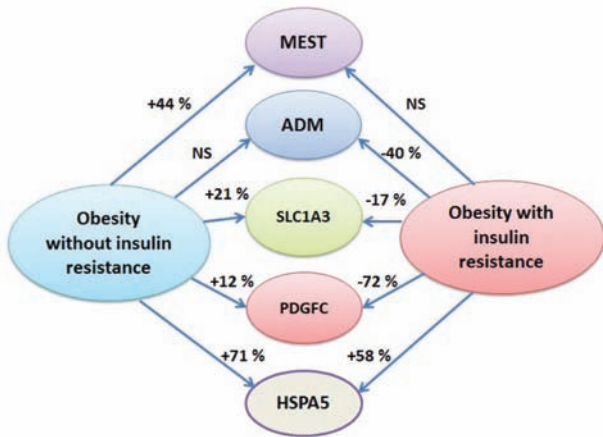 MEST
+44 %
NS
ADM
NS
-40 %
+21 %
SLC1A3
-17 %
Obesity
without insulin
resistance
Obesity with
insulin
resistance
+12 %
PDGFC
-72 %
+71 %
+58 %
HSPA5